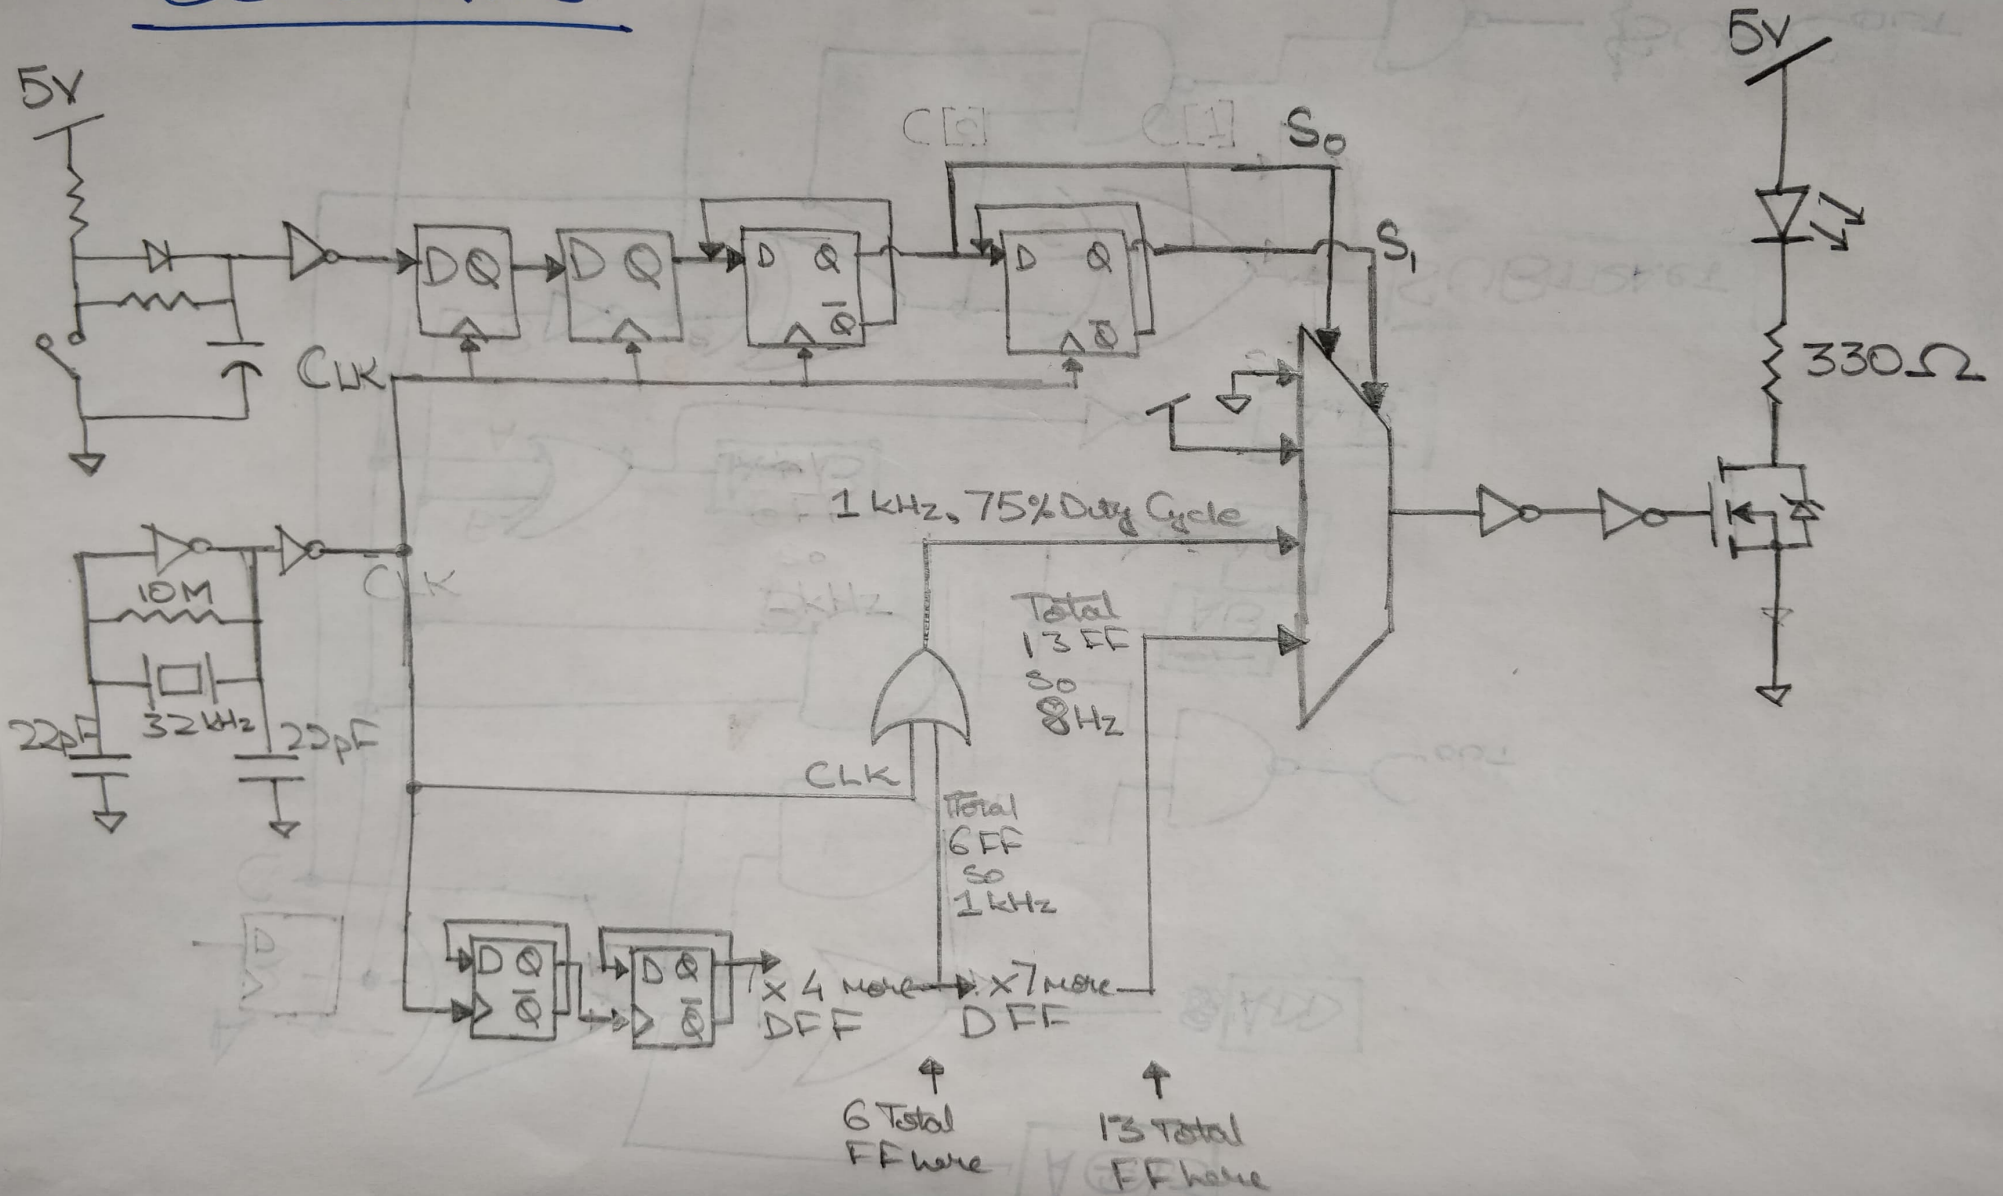 5V
5V
C[0]
C[1]
S0
S1
D Q
D Q
D Q
Q̅
D Q
Q̅
CLK
330Ω
1 kHz, 75% Duty Cycle
10M
CLK
32 kHz
22pF
22pF
Total
13 FF
so
8Hz
CLK
Total
6 FF
so
1 kHz
D Q
Q̅
D Q
Q̅
x 4 more
DFF
x7 more
DFF
6 Total
FF here
13 Total
FF here